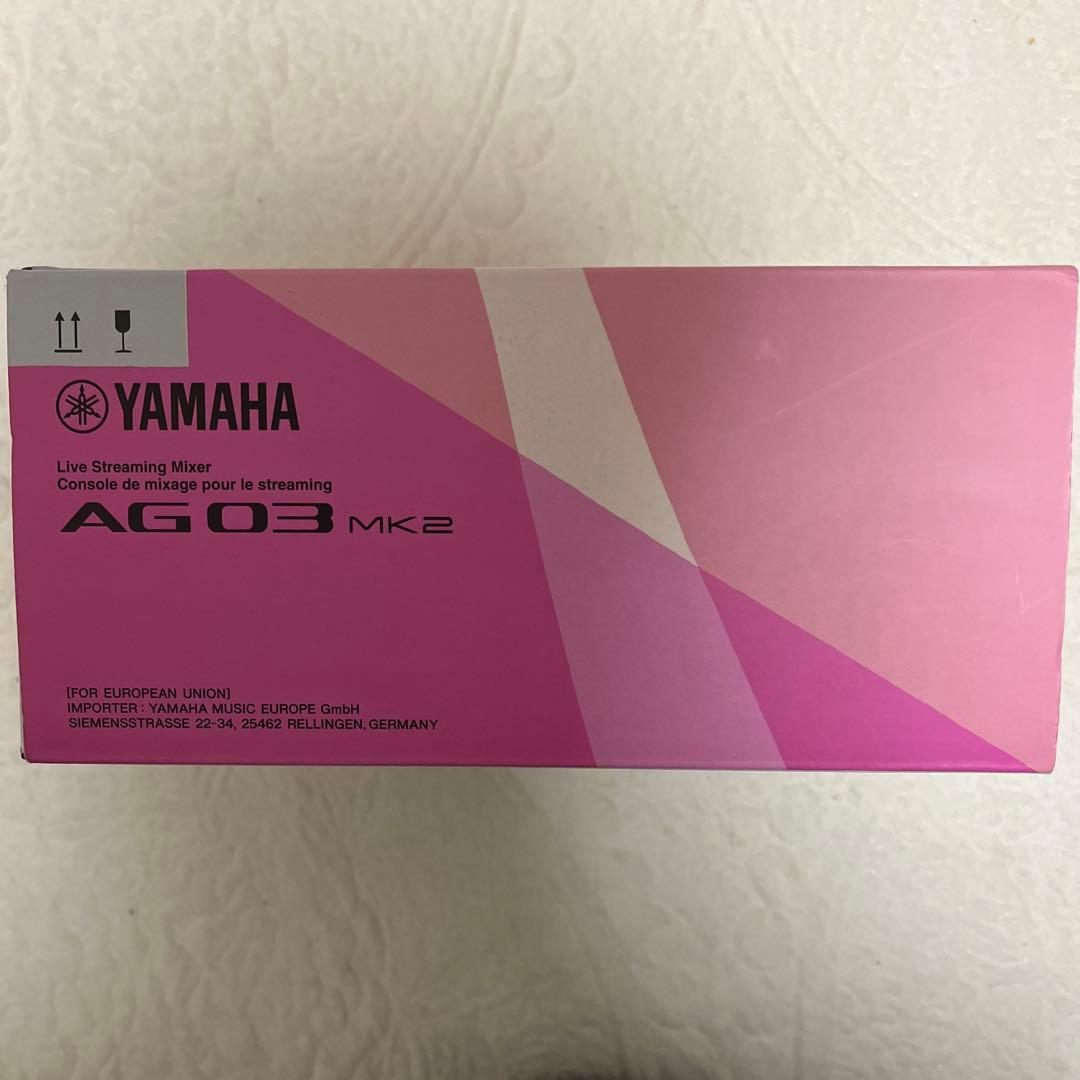 YAMAHA
Live Streaming Mixer
Console de mixage pour le streaming
AG03 MK2
[FOR EUROPEAN UNION]
IMPORTER : YAMAHA MUSIC EUROPE GmbH
SIEMENSSTRASSE 22-34, 25462 RELLINGEN, GERMANY